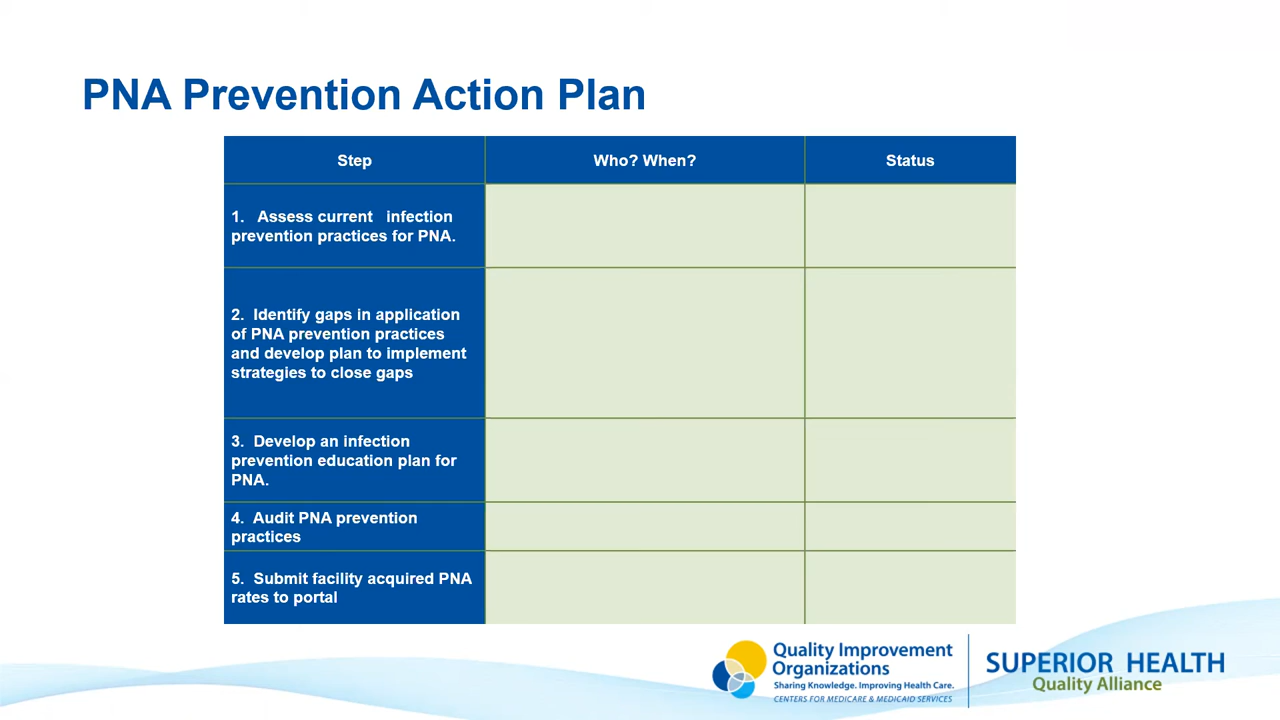 PNA Prevention Action Plan
Step
Who? When?
Status
1. Assess current infection
prevention practices for PNA.
2. Identify gaps in application
of PNA prevention practices
and develop plan to implement
strategies to close gaps
3. Develop an infection
prevention education plan for
PNA.
4. Audit PNA prevention
practices
5. Submit facility acquired PNA
rates to portal
Quality Improvement
Organizations
Sharing Knowledge. Improving Health Care.
CENTERS FOR MEDICARE & MEDICAID SERVICES
SUPERIOR HEALTH
Quality Alliance